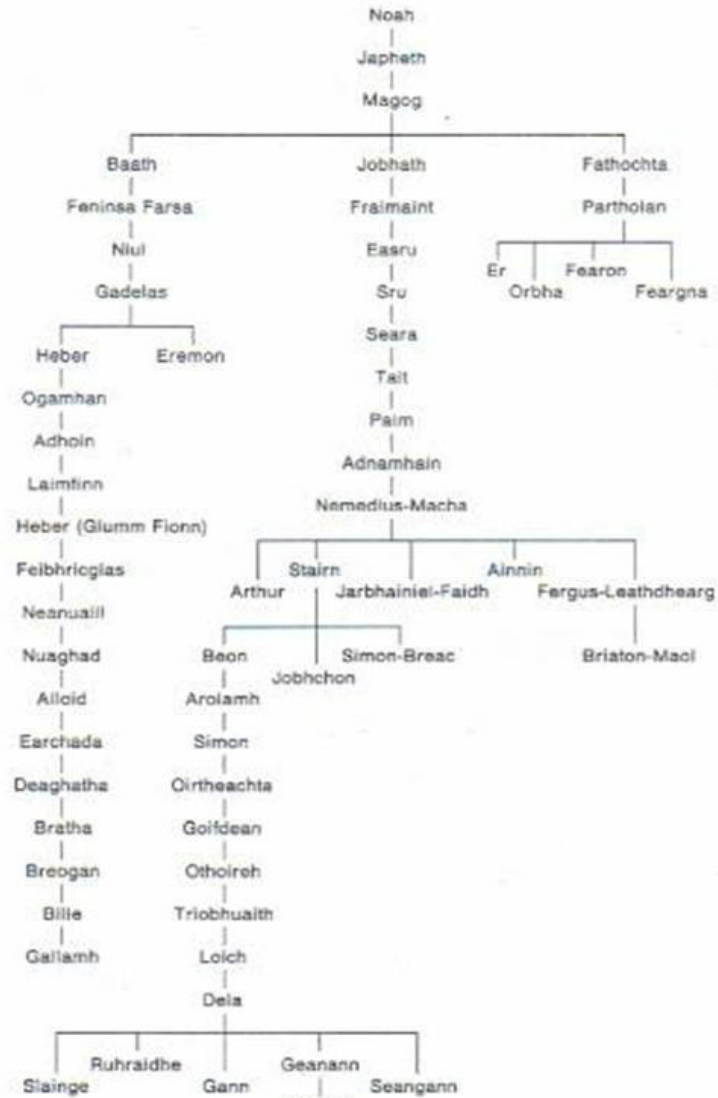 Noah
Japheth
Magog
Baath Jobhath Fathochta
Feninsa Farsa Fraimaint Partholan
Niul Easru
Er Fearon
Gadelas Sru
Orbha Feargna
Seara
Heber Eremon
Tait
Ogamhan
Paim
Adhoin
Adnamhain
Laimfinn
Nemedius-Macha
Heber (Glumm Fionn)
Feibhrioglas Stairn Ainnin
Arthur Jarbhainiel-Faidh Fergus-Leathdhearg
Neanuaill
Nuaghad Beon Simon-Breac Briaton-Maol
Jobhchon
Alloid Arolamh
Earchada Simon
Deaghatha Oirtheachta
Bratha Goifdean
Breogan Othoireh
Bille Triobhuaith
Gallamh Loich
Dela
Ruhraidhe Geanann
Slainge Gann Seangann